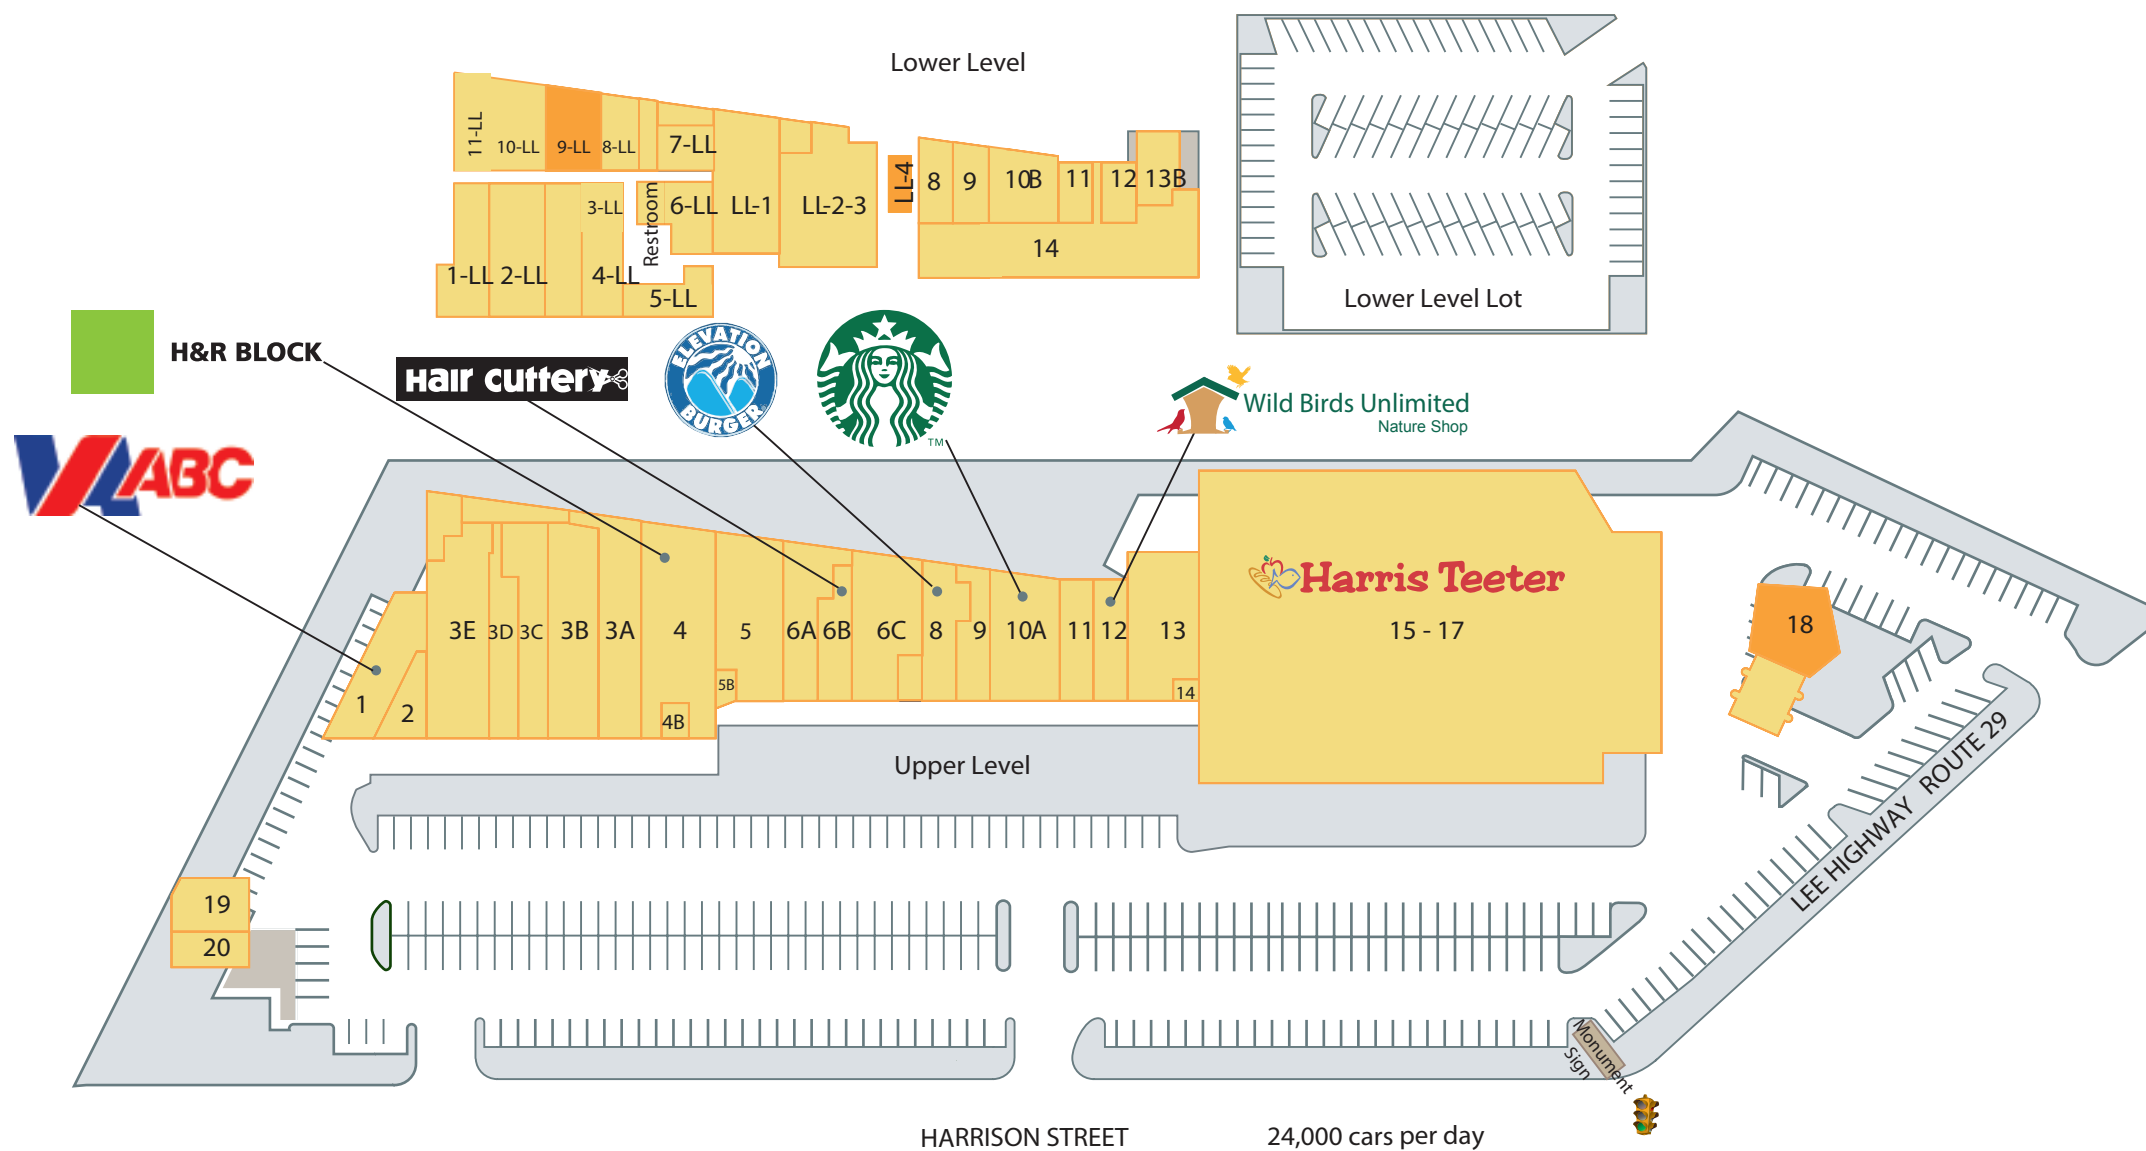 Lower Level
11-LL
10-LL
9-LL
8-LL
7-LL
LL-4
8
9
10B
11
12
13B
3-LL
Restroom
6-LL
LL-1
LL-2-3
14
1-LL
2-LL
4-LL
5-LL
Lower Level Lot
H&R BLOCK
Hair Cuttery
ELEVATION
BURGER
TM
Wild Birds Unlimited
Nature Shop
VA ABC
Harris Teeter
3E
3D
3C
3B
3A
4
5
6A
6B
6C
8
9
10A
11
12
13
15 - 17
18
5B
14
1
2
4B
Upper Level
LEE HIGHWAY ROUTE 29
19
20
Monument
Sign
HARRISON STREET
24,000 cars per day